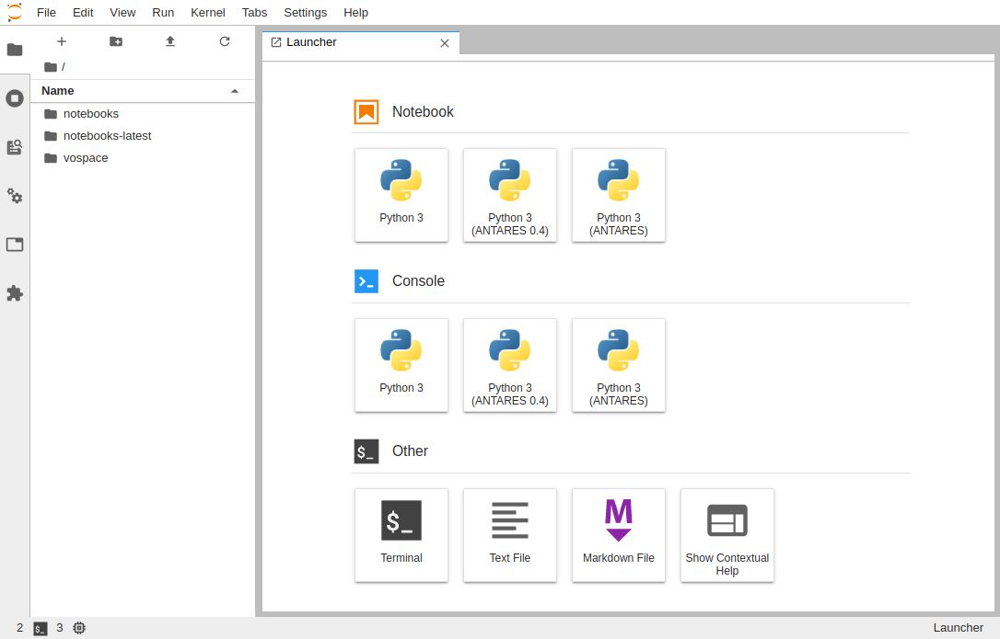 File Edit View Run Kernel Tabs Settings Help
/
Name
notebooks
notebooks-latest
vospace
Launcher
Notebook
Python 3
Python 3
(ANTARES 0.4)
Python 3
(ANTARES)
Console
Python 3
Python 3
(ANTARES 0.4)
Python 3
(ANTARES)
$_ Other
$_
Terminal
Text File
M
Markdown File
Show Contextual
Help
2 $_ 3
Launcher